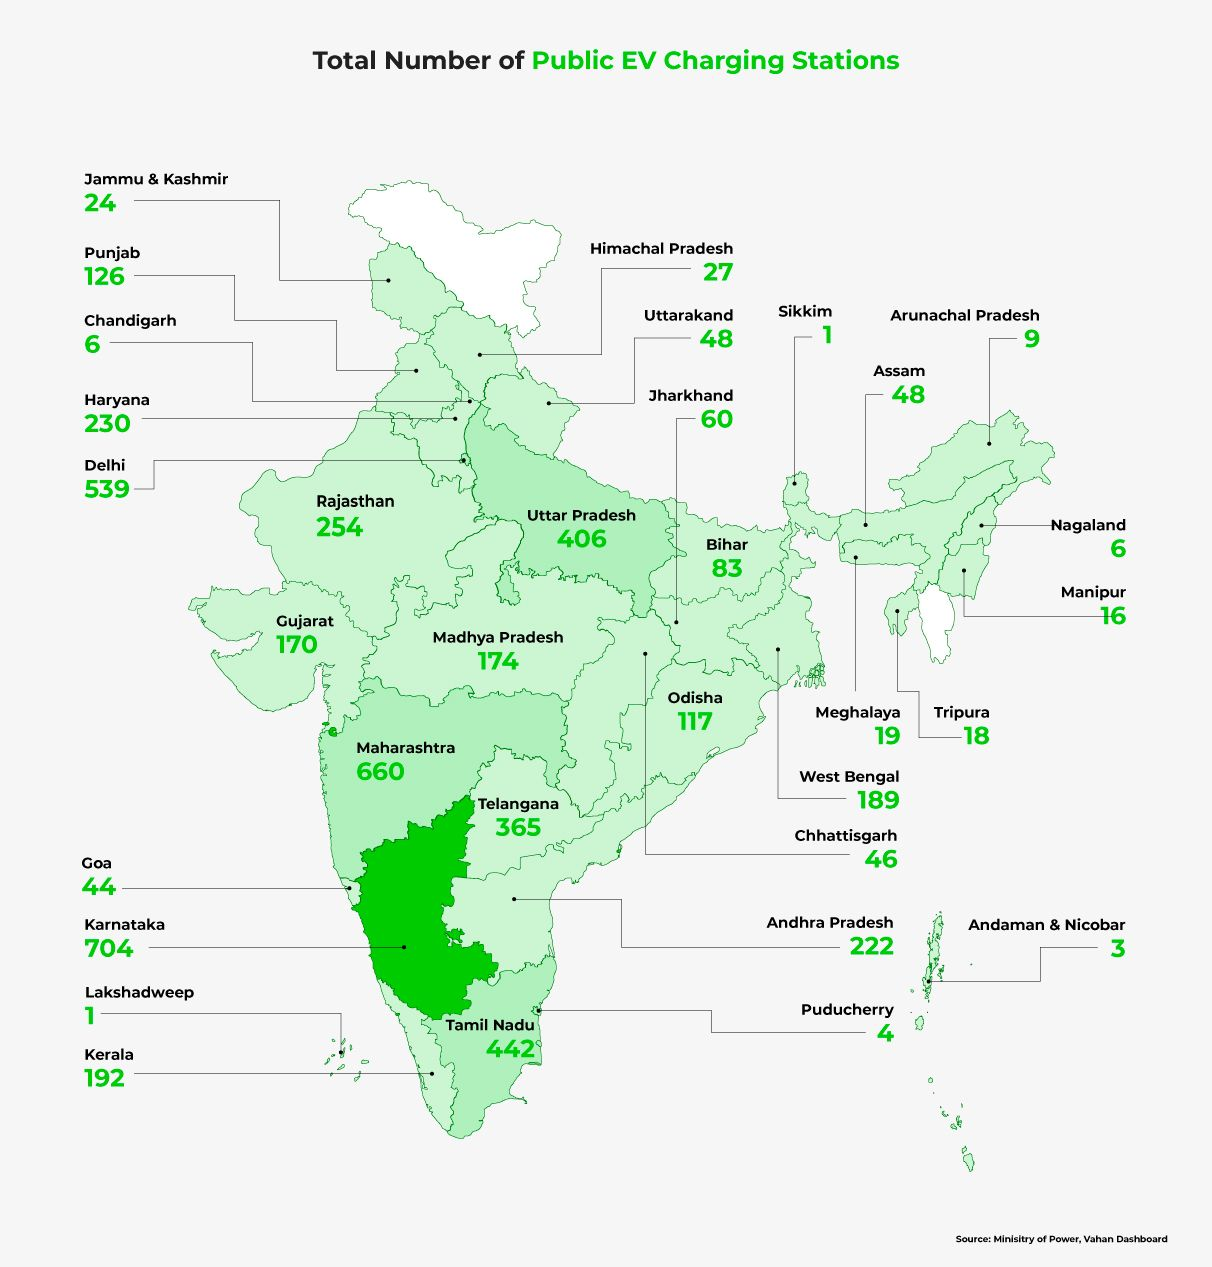 Total Number of Public EV Charging Stations
Jammu & Kashmir
24
Punjab
126
Chandigarh
6
Haryana
230
Delhi
539
Himachal Pradesh
27
Uttarakand
48
Jharkhand
60
Sikkim
1
Arunachal Pradesh
9
Assam
48
Rajasthan
254
Uttar Pradesh
406
Bihar
83
Nagaland
6
Manipur
16
Gujarat
170
Madhya Pradesh
174
Odisha
117
Meghalaya
19
Tripura
18
Maharashtra
660
West Bengal
189
Telangana
365
Chhattisgarh
46
Goa
44
Karnataka
704
Andhra Pradesh
222
Andaman & Nicobar
3
Lakshadweep
1
Puducherry
4
Tamil Nadu
442
Kerala
192
Source: Minisitry of Power, Vahan Dashboard